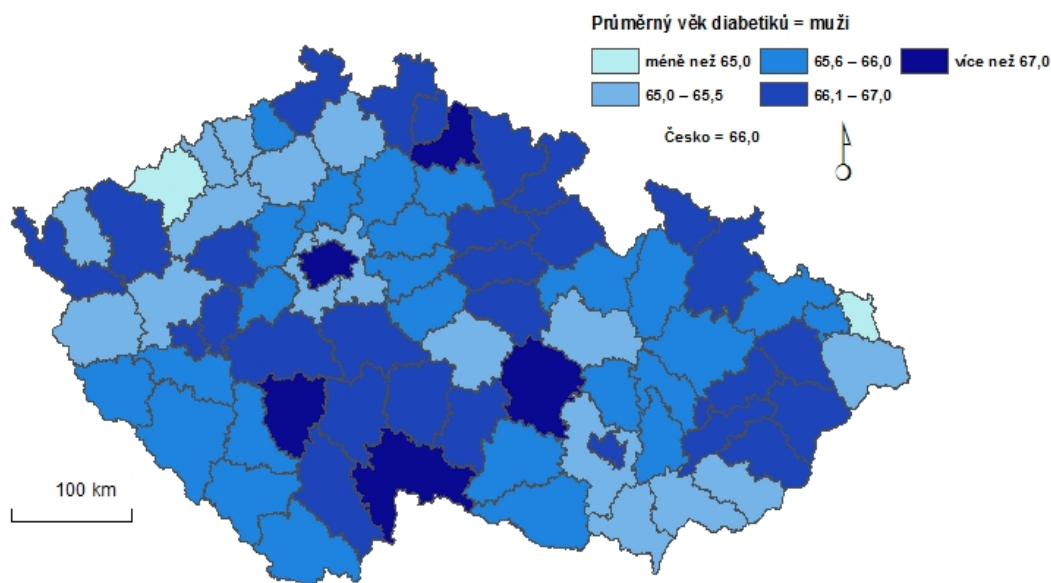 Průměrný věk diabetiků = muži
méně než 65,0
65,6 – 66,0
více než 67,0
65,0 – 65,5
66,1 – 67,0
Česko = 66,0
100 km